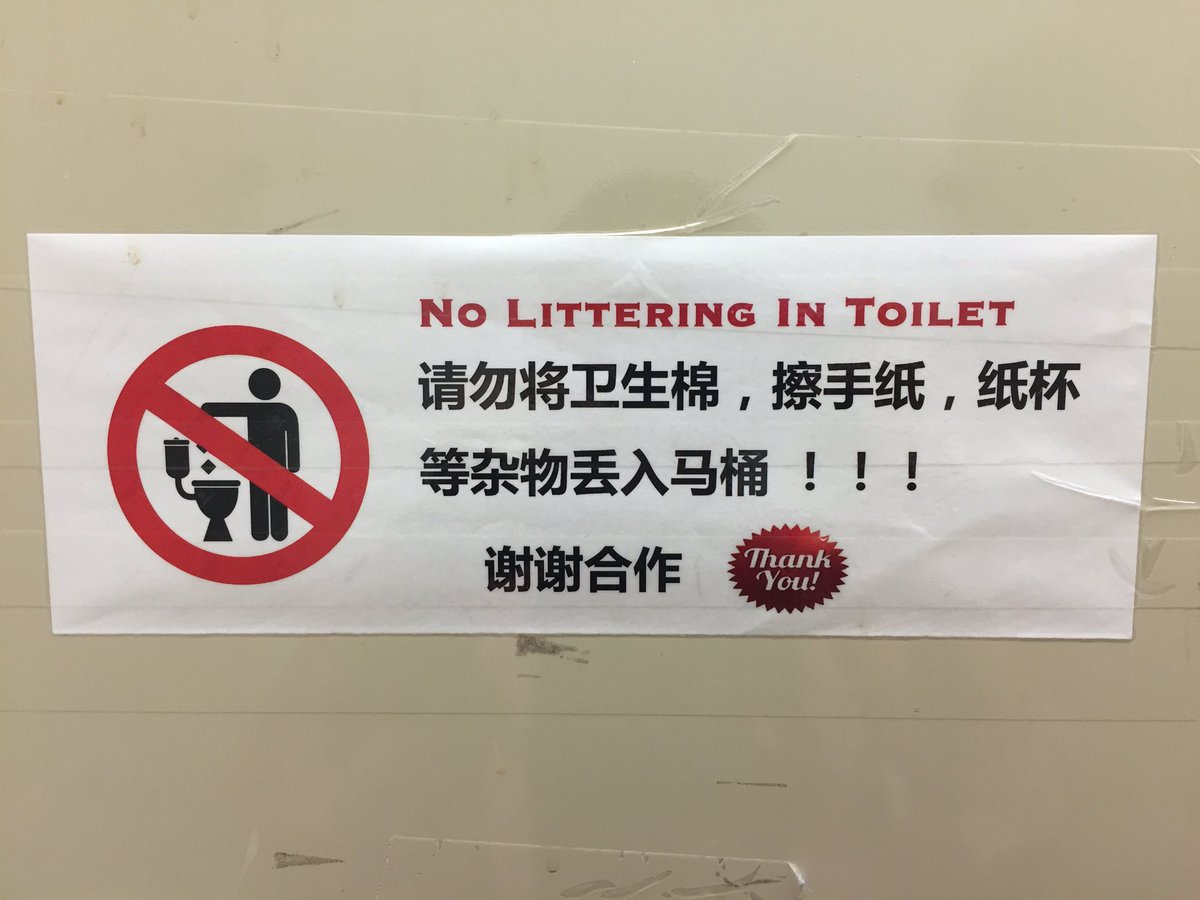 No Littering In Toilet
请勿将卫生棉，擦手纸，纸杯
等杂物丢入马桶 ！！！
谢谢合作
Thank
You!